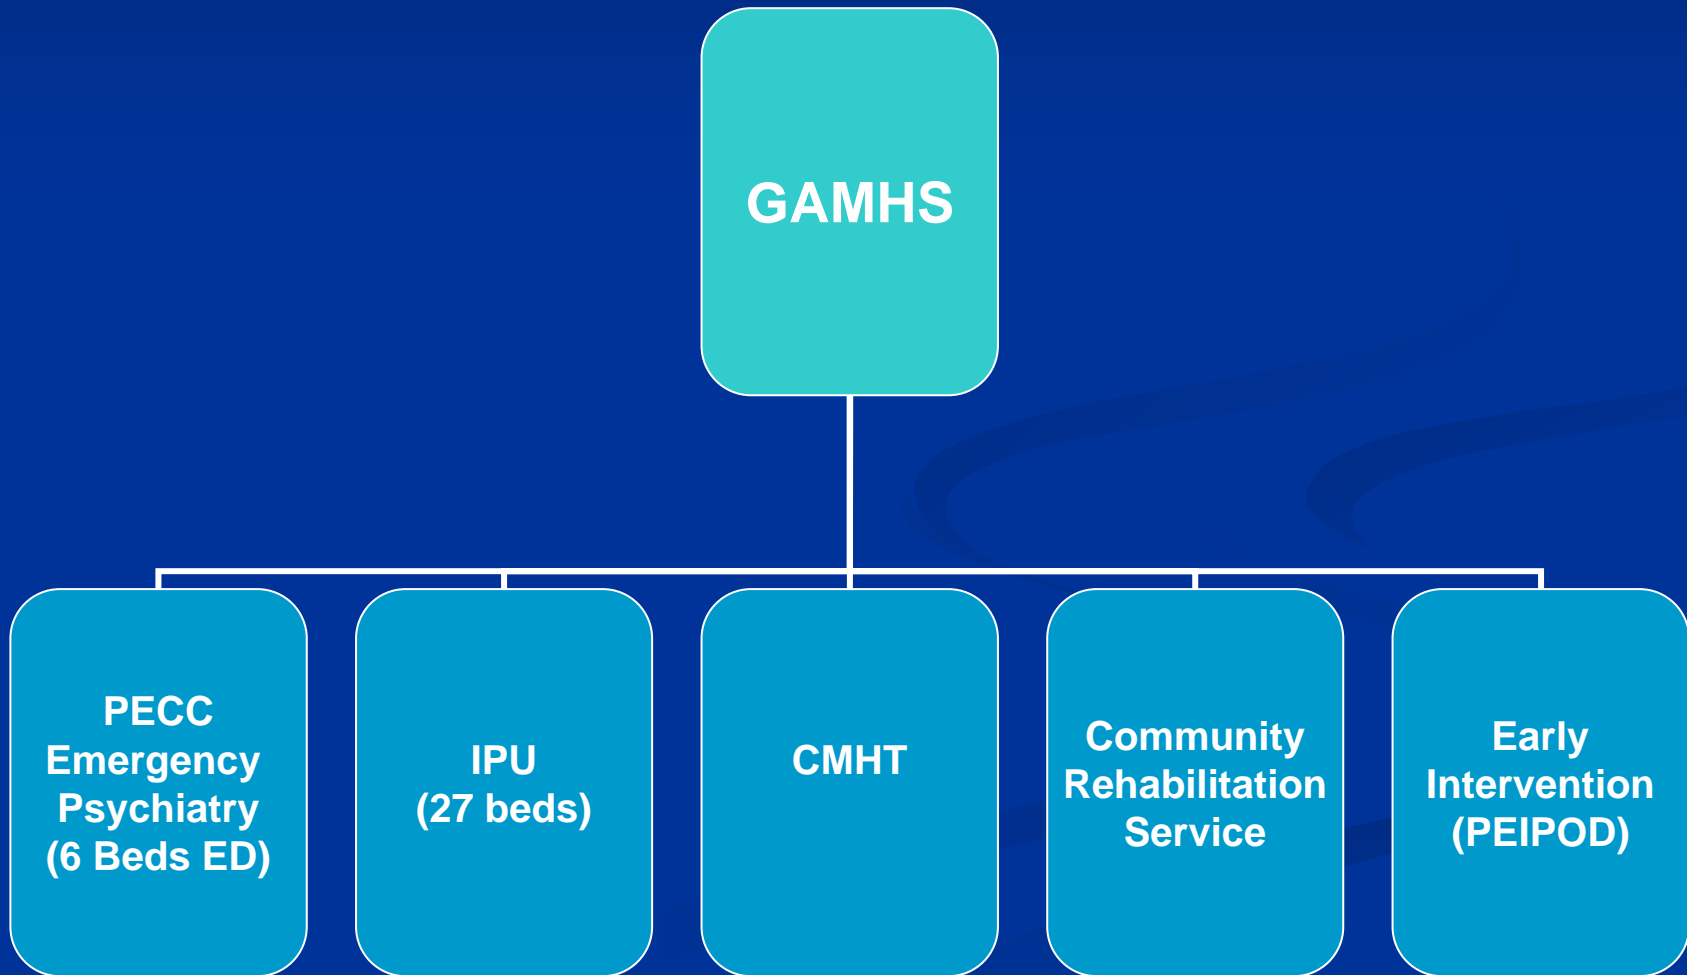 GAMHS
PECC
Emergency
Psychiatry
(6 Beds ED)
IPU
(27 beds)
CMHT
Community
Rehabilitation
Service
Early
Intervention
(PEIPOD)